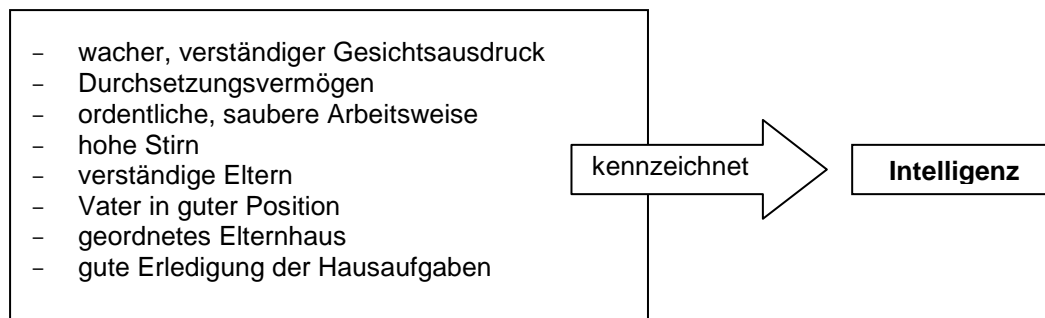 - wacher, verständiger Gesichtsausdruck
- Durchsetzungsvermögen
- ordentliche, saubere Arbeitsweise
- hohe Stirn
- verständige Eltern
- Vater in guter Position
- geordnetes Elternhaus
- gute Erledigung der Hausaufgaben
kennzeichnet
Intelligenz